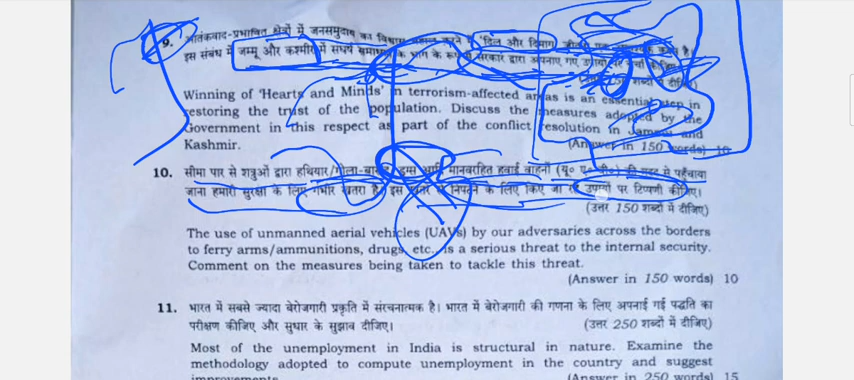 9. आतंकवाद-प्रभावित क्षेत्रों में जनसमुदाय का विश्वास करने में 'दिल और दिमाग' है।
इस संबंध में जम्मू और कश्मीर में संघर्ष समाधान के भाग के रूप में सरकार द्वारा अपनाए गए उपायों पर चर्चा कीजिए।
शब्दों में दीजिए)
Winning of 'Hearts and Minds' in terrorism-affected areas is an essential step in
restoring the trust of the population. Discuss the measures adopted by the
Government in this respect as part of the conflict resolution in Jammu and
Kashmir.
(Answer in 150 words) 10
10. सीमा पार से शत्रुओं द्वारा हथियार/गोला-बारूद, ड्रग्स आदि मानवरहित हवाई वाहनों (यू० ए० वी०) की मदद से पहुँचाया
जाना हमारी सुरक्षा के लिए गंभीर खतरा है। इस खतरे से निपटने के लिए किए जा रहे उपायों पर टिप्पणी कीजिए।
(उत्तर 150 शब्दों में दीजिए)
The use of unmanned aerial vehicles (UAVs) by our adversaries across the borders
to ferry arms/ammunitions, drugs, etc., is a serious threat to the internal security.
Comment on the measures being taken to tackle this threat.
(Answer in 150 words) 10
11. भारत में सबसे ज्यादा बेरोजगारी प्रकृति में संरचनात्मक है। भारत में बेरोजगारी की गणना के लिए अपनाई गई पद्धति का
परीक्षण कीजिए और सुधार के सुझाव दीजिए।
(उत्तर 250 शब्दों में दीजिए)
Most of the unemployment in India is structural in nature. Examine the
methodology adopted to compute unemployment in the country and suggest
improvements.
(Answer in 250 words) 15